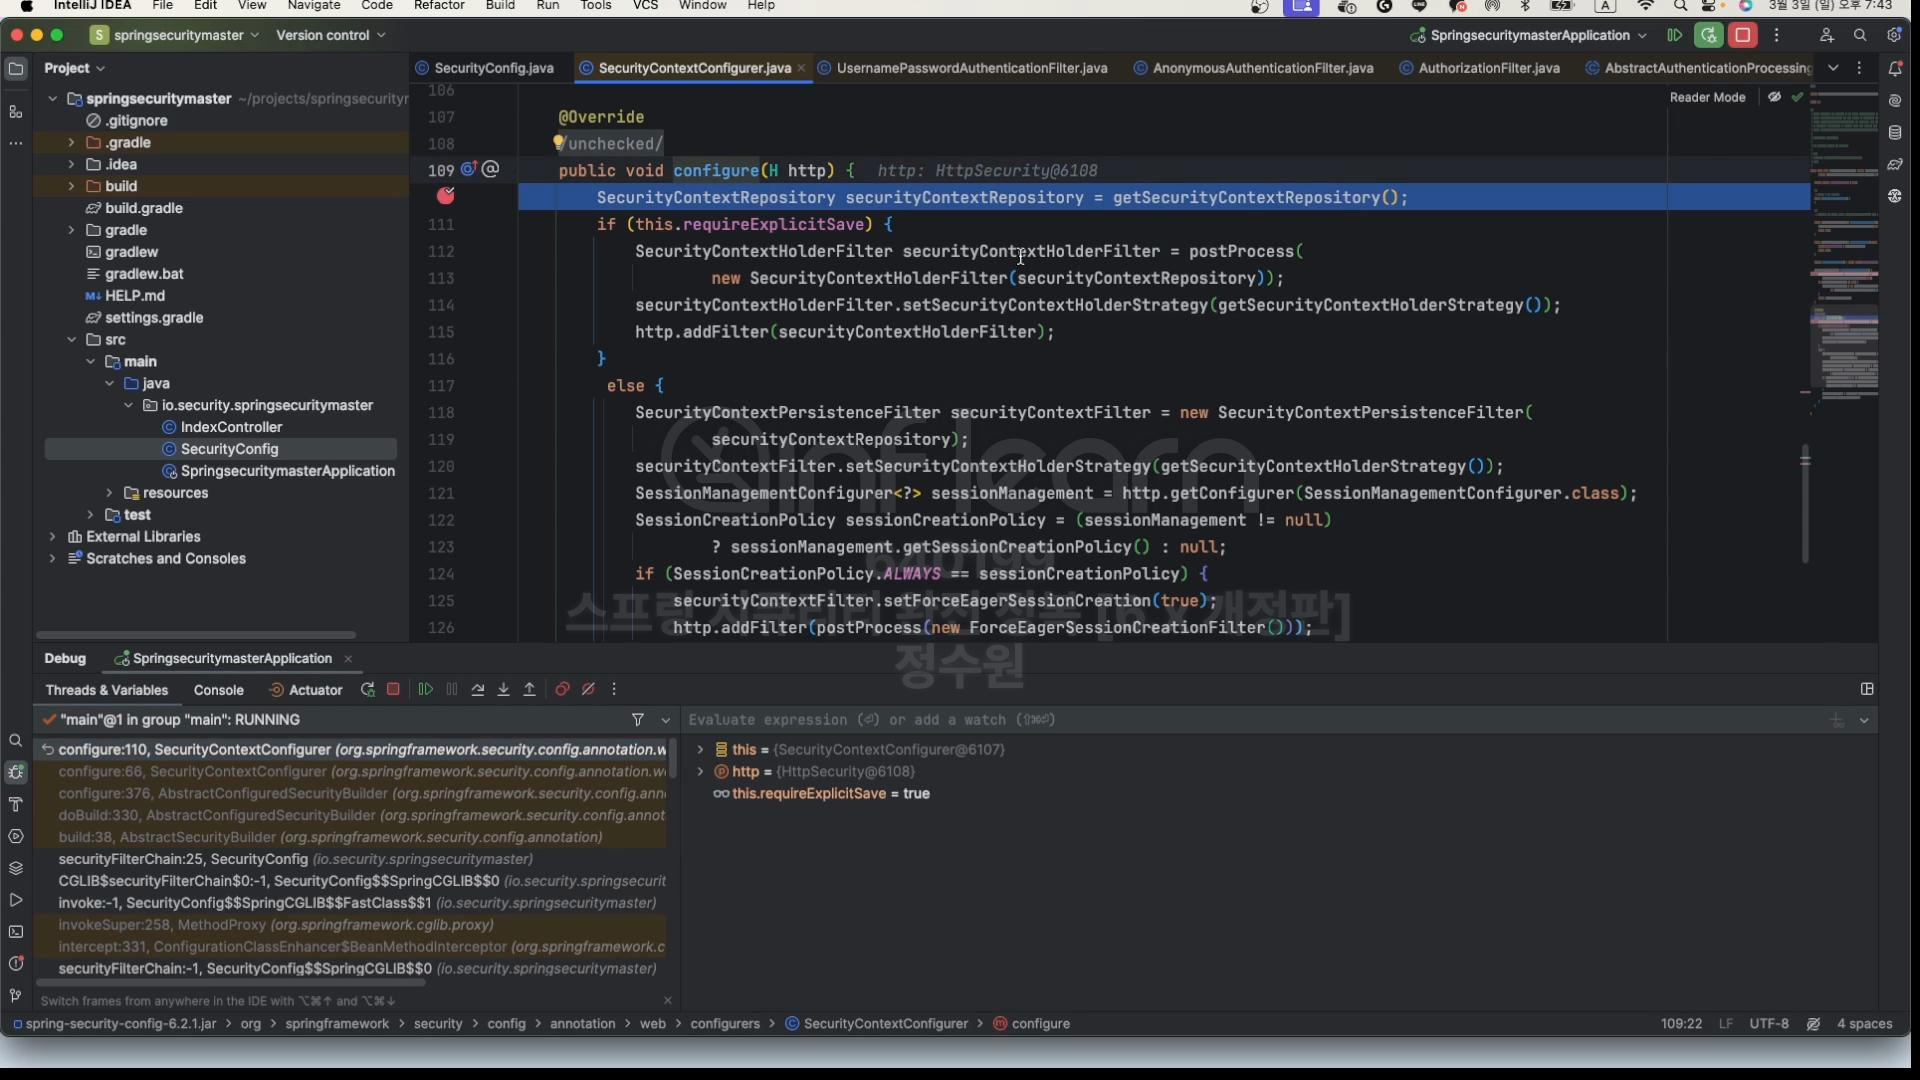 IntelliJ IDEA File Edit View Navigate Code Refactor Build Run Tools VCS Window Help
A
3월 3일 (일) 오후 7:43
S springsecuritymaster Version control
SpringsecuritymasterApplication
Project
SecurityConfig.java SecurityContextConfigurer.java UsernamePasswordAuthenticationFilter.java AnonymousAuthenticationFilter.java AuthorizationFilter.java AbstractAuthenticationProcessing
Reader Mode
springsecuritymaster ~/projects/springsecurityr
.gitignore
.gradle
.idea
build
build.gradle
gradle
gradlew
gradlew.bat
HELP.md
settings.gradle
src
main
java
io.security.springsecuritymaster
IndexController
SecurityConfig
SpringsecuritymasterApplication
resources
test
External Libraries
Scratches and Consoles
106
107 @Override
108 /unchecked/
109 public void configure(H http) { http: HttpSecurity@6108
SecurityContextRepository securityContextRepository = getSecurityContextRepository();
111 if (this.requireExplicitSave) {
112 SecurityContextHolderFilter securityContextHolderFilter = postProcess(
113 new SecurityContextHolderFilter(securityContextRepository));
114 securityContextHolderFilter.setSecurityContextHolderStrategy(getSecurityContextHolderStrategy());
115 http.addFilter(securityContextHolderFilter);
116 }
117 else {
118 SecurityContextPersistenceFilter securityContextFilter = new SecurityContextPersistenceFilter(
119 securityContextRepository);
120 securityContextFilter.setSecurityContextHolderStrategy(getSecurityContextHolderStrategy());
121 SessionManagementConfigurer<?> sessionManagement = http.getConfigurer(SessionManagementConfigurer.class);
122 SessionCreationPolicy sessionCreationPolicy = (sessionManagement != null)
123 ? sessionManagement.getSessionCreationPolicy() : null;
124 if (SessionCreationPolicy.ALWAYS == sessionCreationPolicy) {
125 securityContextFilter.setForceEagerSessionCreation(true);
126 http.addFilter(postProcess(new ForceEagerSessionCreationFilter()));
inflearn
640199
스프링 시큐리티 완전 정복 [6.x 개정판]
정수원
Debug SpringsecuritymasterApplication
Threads & Variables Console Actuator
"main"@1 in group "main": RUNNING
configure:110, SecurityContextConfigurer (org.springframework.security.config.annotation.w
configure:66, SecurityContextConfigurer (org.springframework.security.config.annotation.we
configure:376, AbstractConfiguredSecurityBuilder (org.springframework.security.config.ann
doBuild:330, AbstractConfiguredSecurityBuilder (org.springframework.security.config.annot
build:38, AbstractSecurityBuilder (org.springframework.security.config.annotation)
securityFilterChain:25, SecurityConfig (io.security.springsecuritymaster)
CGLIB$securityFilterChain$0:-1, SecurityConfig$$SpringCGLIB$$0 (io.security.springsecurit
invoke:-1, SecurityConfig$$SpringCGLIB$$FastClass$$1 (io.security.springsecuritymaster)
invokeSuper:258, MethodProxy (org.springframework.cglib.proxy)
intercept:331, ConfigurationClassEnhancer$BeanMethodInterceptor (org.springframework.c
securityFilterChain:-1, SecurityConfig$$SpringCGLIB$$0 (io.security.springsecuritymaster)
Switch frames from anywhere in the IDE with ⌥⌘↑ and ⌥⌘↓
Evaluate expression (⏎) or add a watch (⇧⌘⏎)
this = {SecurityContextConfigurer@6107}
http = {HttpSecurity@6108}
this.requireExplicitSave = true
spring-security-config-6.2.1.jar > org > springframework > security > config > annotation > web > configurers > SecurityContextConfigurer > configure
109:22 LF UTF-8 4 spaces